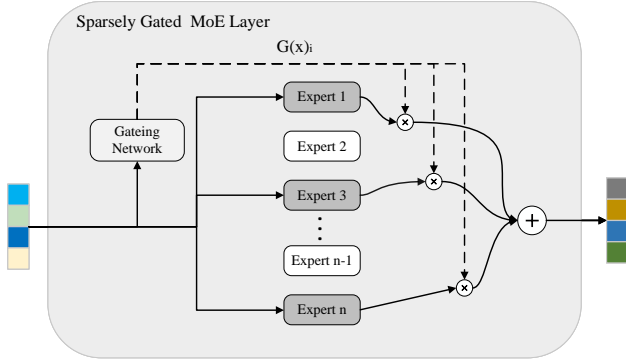 Sparsely Gated MoE Layer
G(x)i
Expert 1
Gateing
Network
Expert 2
Expert 3
Expert n-1
Expert n